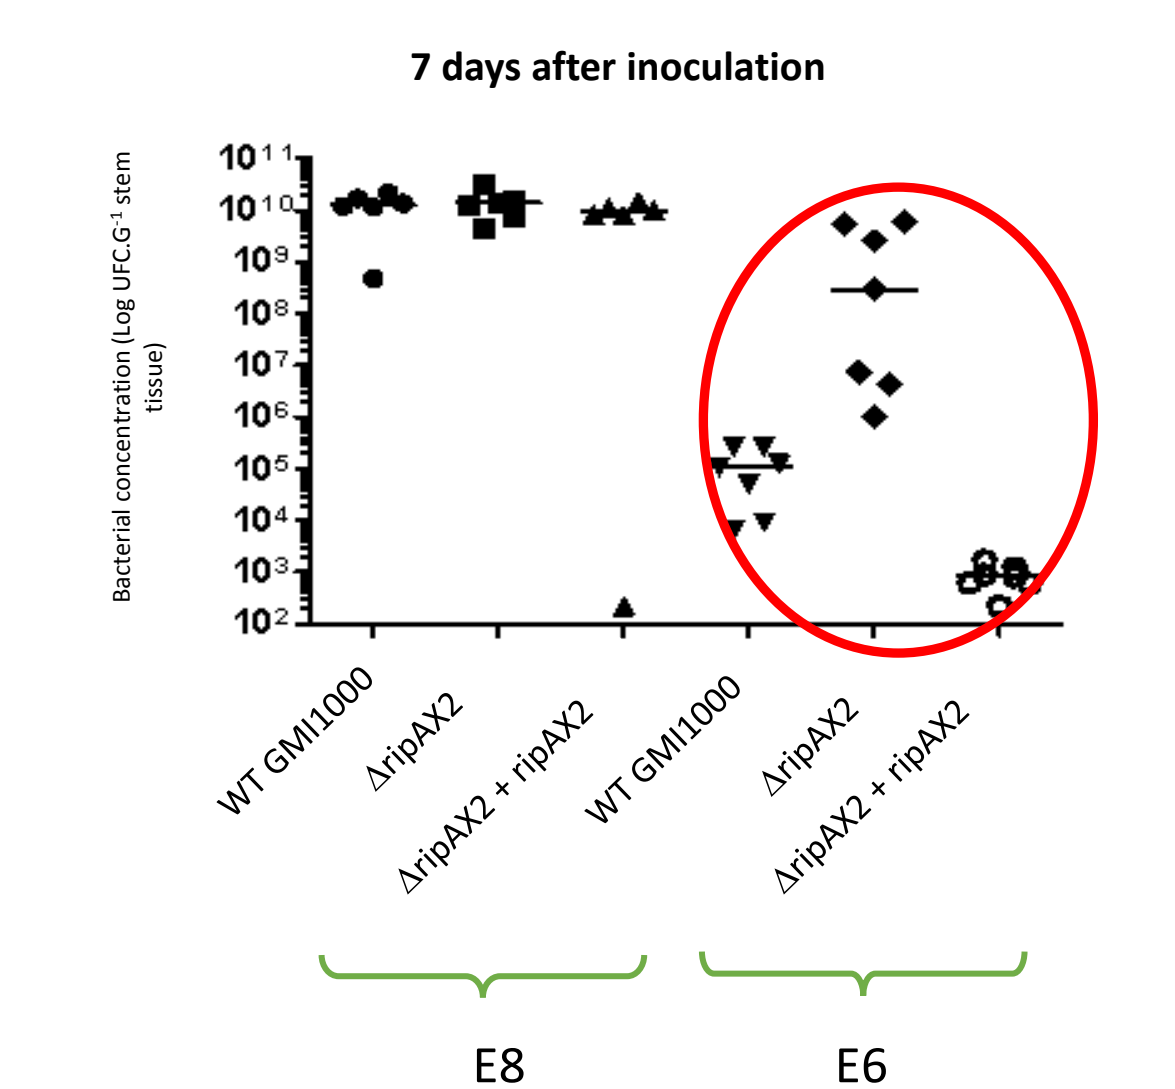 7 days after inoculation
Bacterial concentration (Log UFC.G⁻¹ stem
tissue)
10¹¹
10¹⁰
10⁹
10⁸
10⁷
10⁶
10⁵
10⁴
10³
10²
WT GMI1000
ΔripAX2
ΔripAX2 + ripAX2
WT GMI1000
ΔripAX2
ΔripAX2 + ripAX2
E8
E6